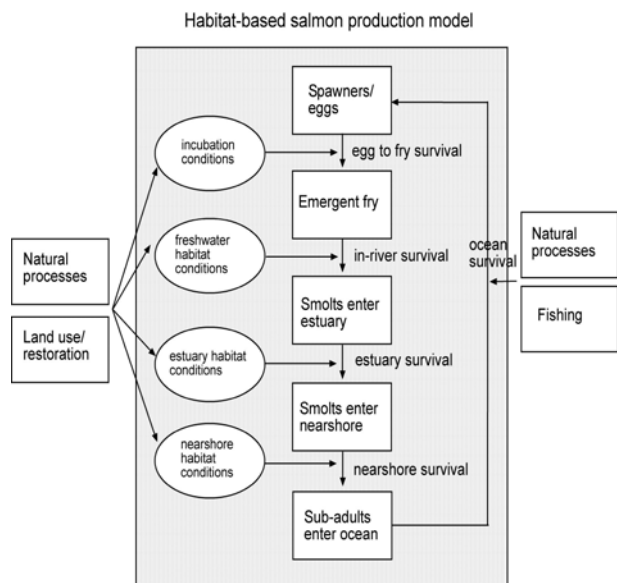 Habitat-based salmon production model
Spawners/
eggs
incubation
conditions
egg to fry survival
Emergent fry
freshwater
habitat
conditions
in-river survival
Natural
processes
Land use/
restoration
Smolts enter
estuary
estuary habitat
conditions
estuary survival
Smolts enter
nearshore
nearshore
habitat
conditions
nearshore survival
Sub-adults
enter ocean
ocean
survival
Natural
processes
Fishing